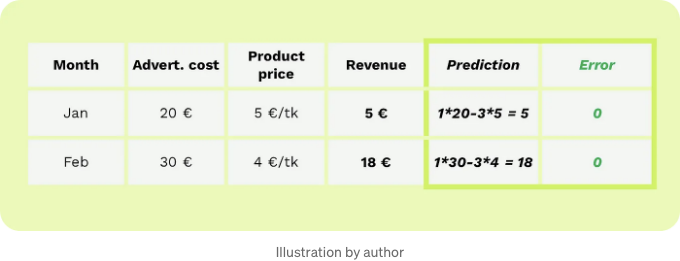 Month Advert. cost Product price Revenue Prediction Error
Jan 20 € 5 €/tk 5 € 1*20-3*5 = 5 0
Feb 30 € 4 €/tk 18 € 1*30-3*4 = 18 0
Illustration by author